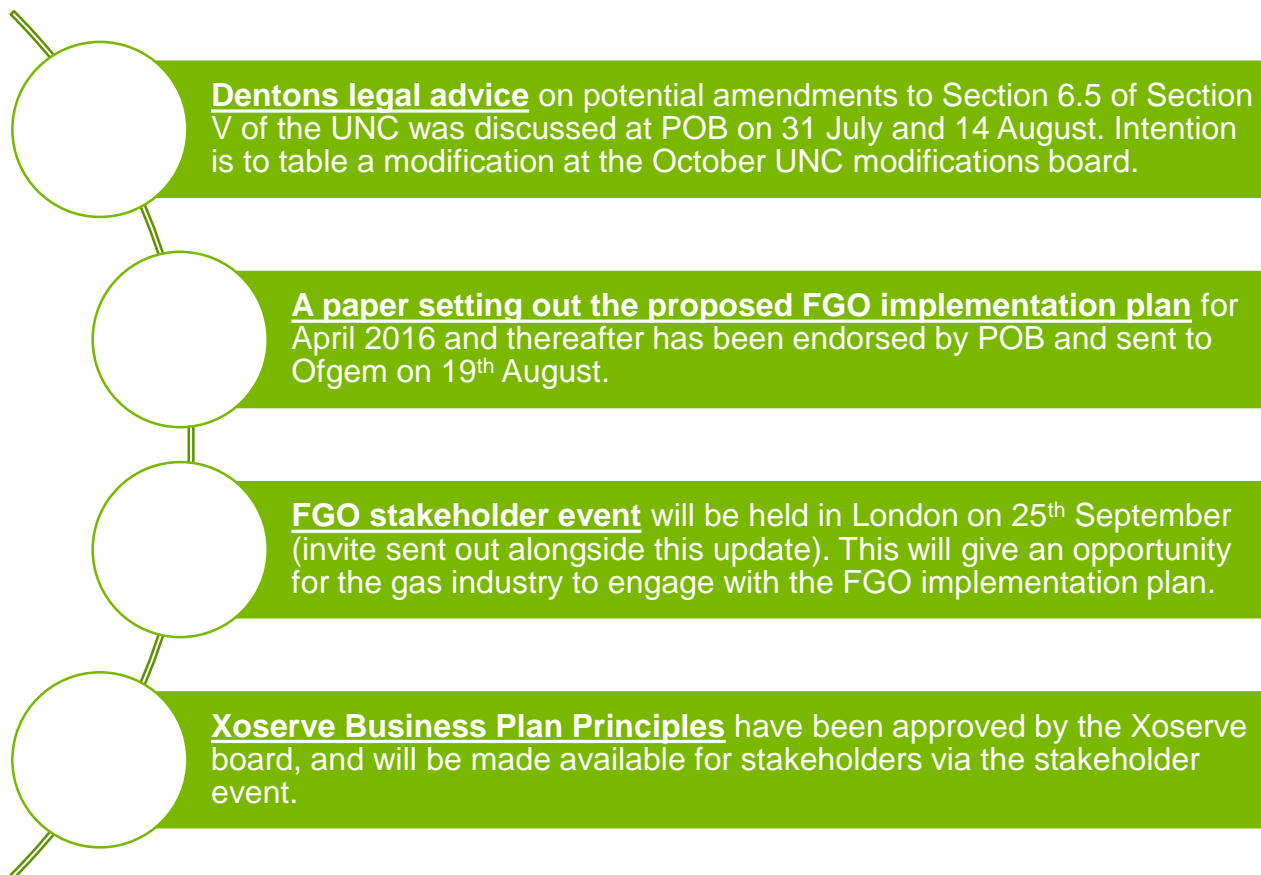 Dentons legal advice on potential amendments to Section 6.5 of Section
V of the UNC was discussed at POB on 31 July and 14 August. Intention
is to table a modification at the October UNC modifications board.
A paper setting out the proposed FGO implementation plan for
April 2016 and thereafter has been endorsed by POB and sent to
Ofgem on 19th August.
FGO stakeholder event will be held in London on 25th September
(invite sent out alongside this update). This will give an opportunity
for the gas industry to engage with the FGO implementation plan.
Xoserve Business Plan Principles have been approved by the Xoserve
board, and will be made available for stakeholders via the stakeholder
event.